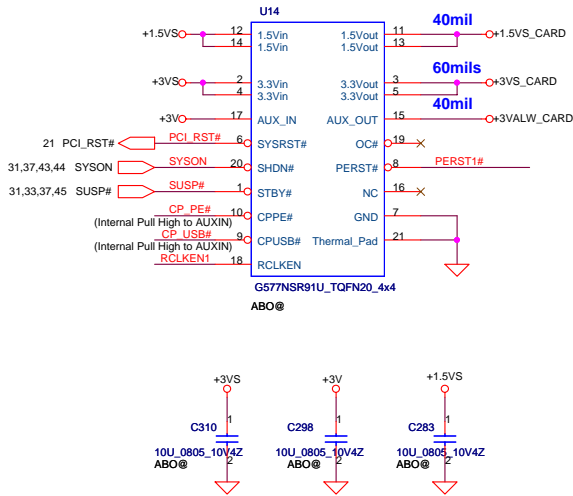 U14
+1.5VS 12 1.5Vin 1.5Vout 11 40mil +1.5VS_CARD
14 1.5Vin 1.5Vout 13
+3VS 2 3.3Vin 3.3Vout 3 60mils +3VS_CARD
4 3.3Vin 3.3Vout 5
+3V 17 AUX_IN AUX_OUT 15 40mil +3VALW_CARD
21 PCI_RST# PCI_RST# 6 SYSRST# OC# 19
31,37,43,44 SYSON SYSON 20 SHDN# PERST# 8 PERST1#
31,33,37,45 SUSP# SUSP# 1 STBY# NC 16
CP_PE# 10 CPPE# GND 7
(Internal Pull High to AUXIN)
CP_USB# 9 CPUSB# Thermal_Pad 21
(Internal Pull High to AUXIN)
RCLKEN1 18 RCLKEN
G577NSR91U_TQFN20_4x4
ABO@
+3VS +3V +1.5VS
C310 1 C298 1 C283 1
10U_0805_10V4Z 2 10U_0805_10V4Z 2 10U_0805_10V4Z 2
ABO@ ABO@ ABO@